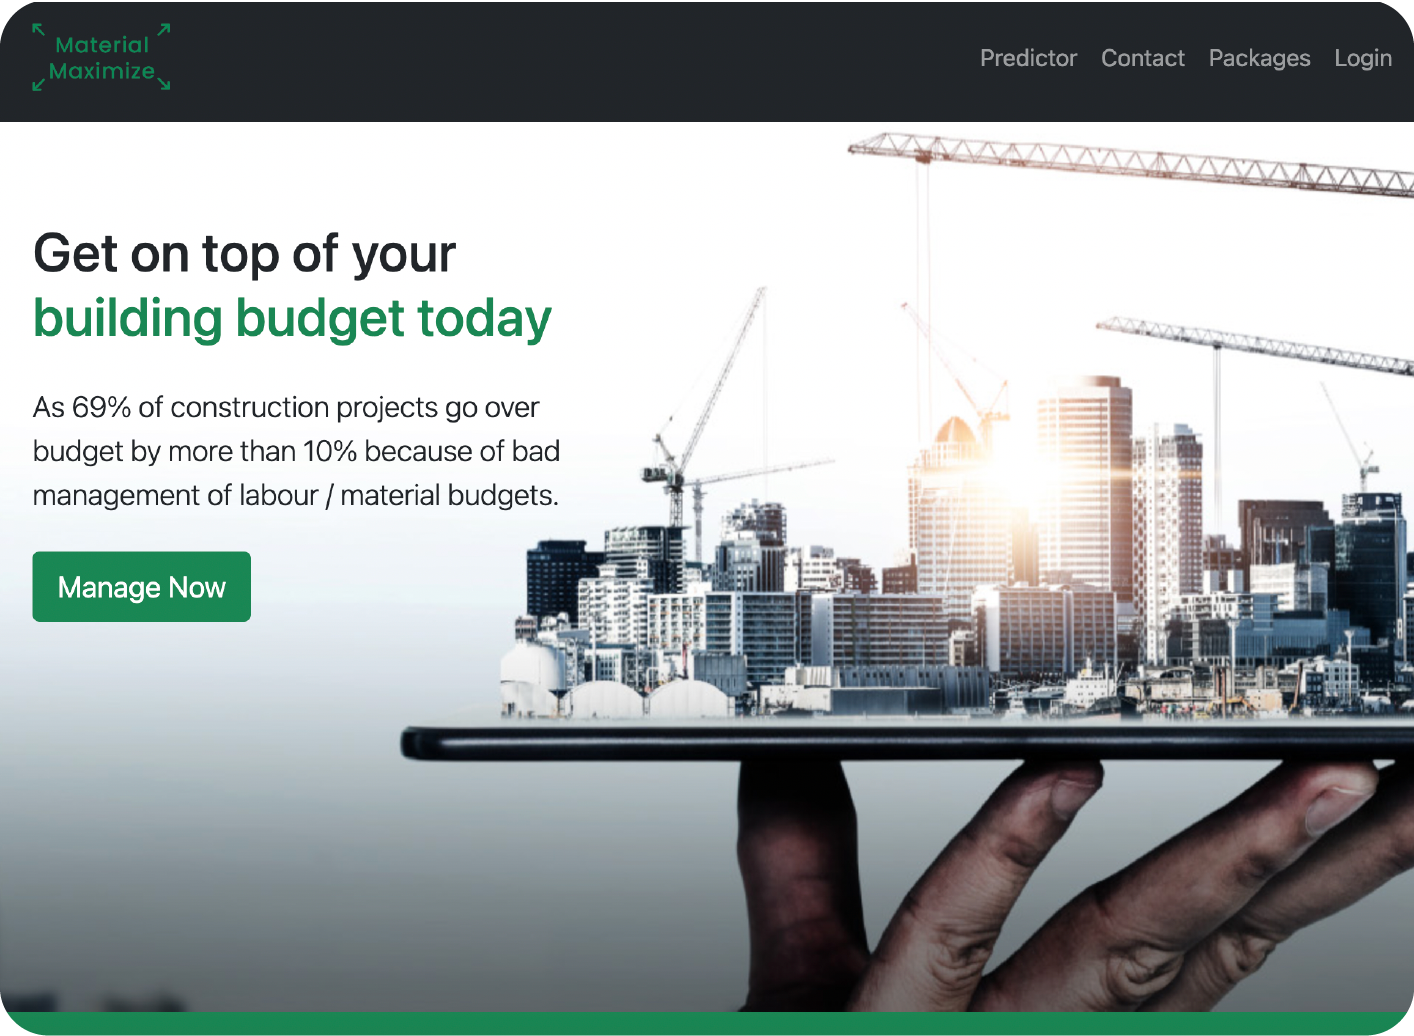 Material
Maximize
Predictor Contact Packages Login
Get on top of your
building budget today
As 69% of construction projects go over
budget by more than 10% because of bad
management of labour / material budgets.
Manage Now